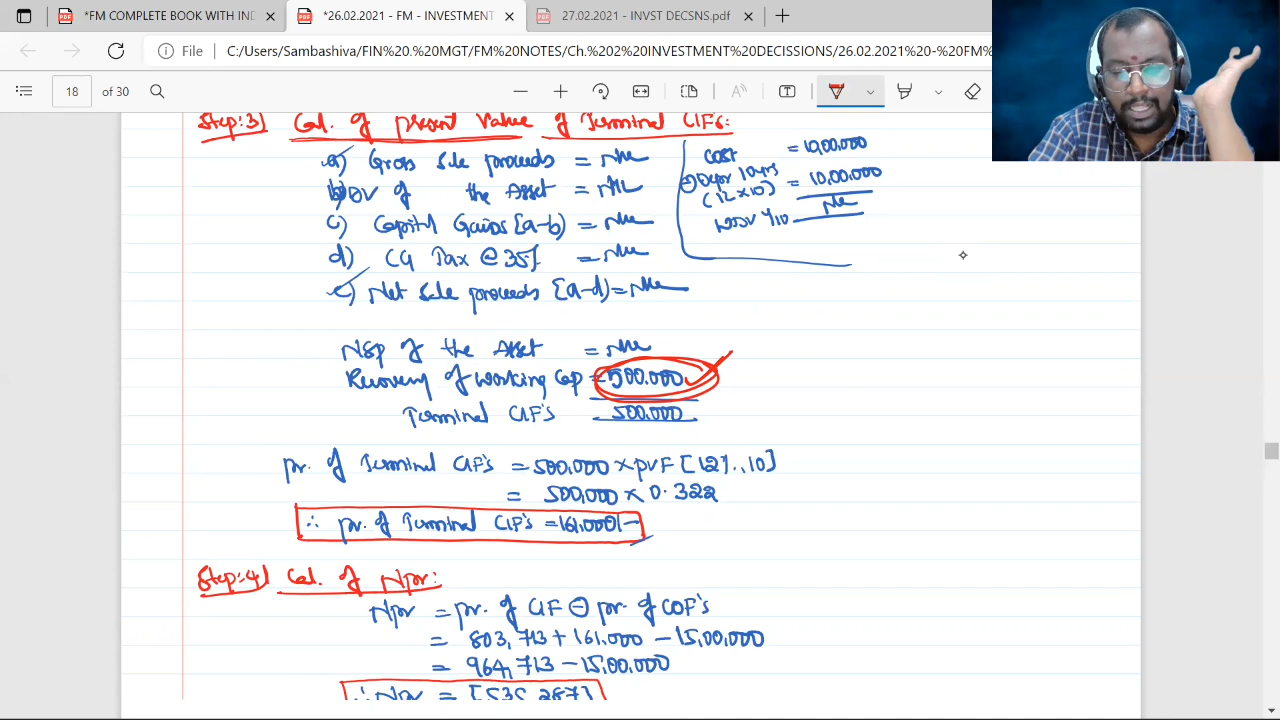 *FM COMPLETE BOOK WITH IND
*26.02.2021 - FM - INVESTMENT
27.02.2021 - INVST DECSNS.pdf
File
C:/Users/Sambashiva/FIN%20.%20MGT/FM%20NOTES/Ch.%202%20INVESTMENT%20DECISSIONS/26.02.2021%20-%20FM%
18 of 30
Step:3) Cal. of present Value of Terminal CIF's:
a) Gross Sale proceeds = Nil
b) WDV of the Asset = Nil
c) Capital Gains [a-b] = Nil
d) CG Tax @ 35% = Nil
e) Net Sale proceeds [a-d] = Nil
Cost = 10,00,000
⊖ Depr 10 yrs = 10,00,000
(12×10)
WDV Y10 Nil
NSP of the Asset = Nil
Recovery of Working Cap = 500,000
Terminal CIF's 500,000
pv. of Terminal CIF's = 500,000 × PVF [12%, 10]
= 500,000 × 0.322
∴ pv. of Terminal CIF's = 161,000/-
Step:4) Cal. of NPV:
NPV = pv. of CIF ⊖ pv. of COF's
= 803,713 + 161,000 - 15,00,000
= 964,713 - 15,00,000
∴ NPV = [535,287]